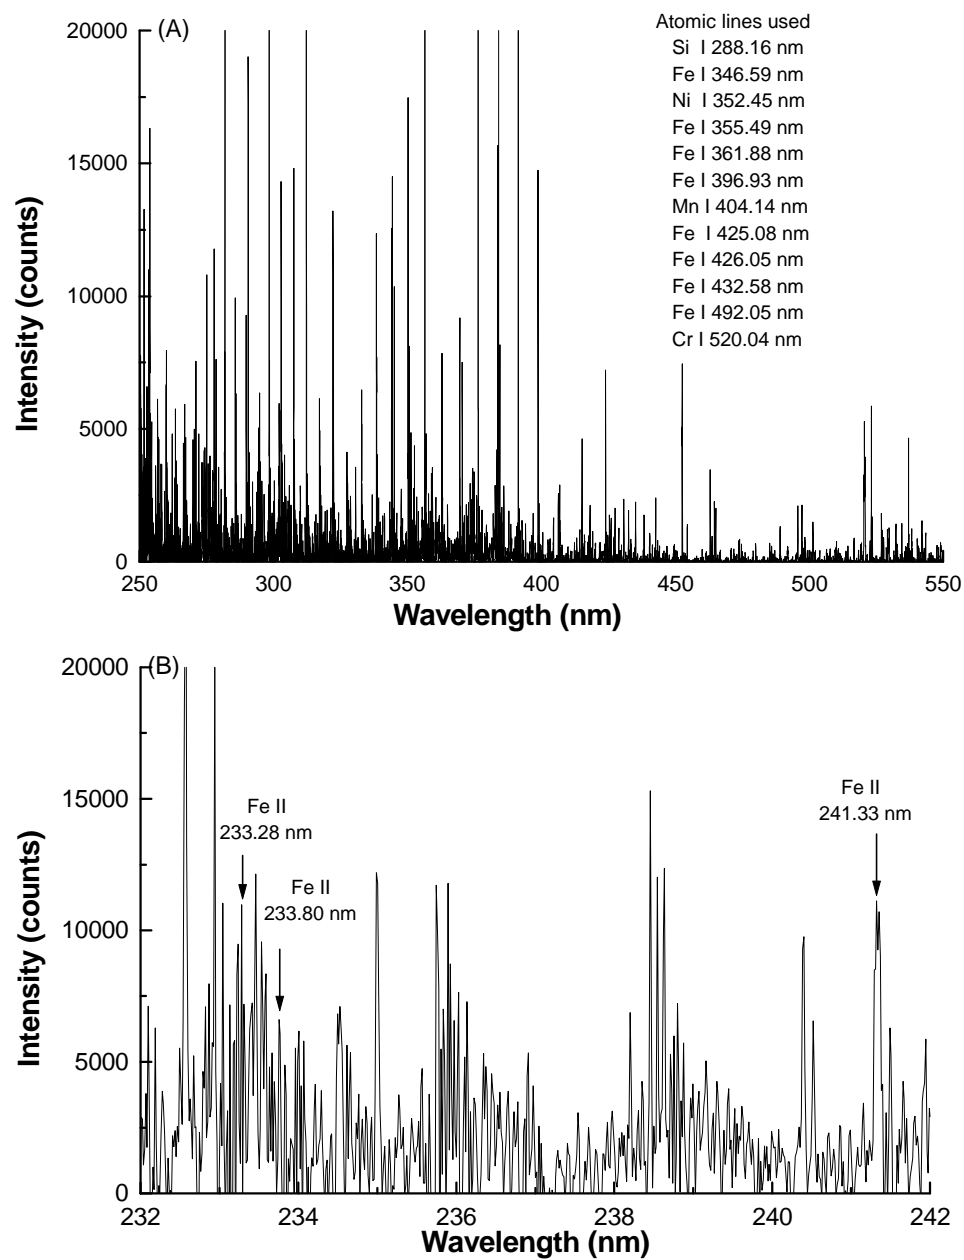 (A)
20000
15000
10000
5000
0
Intensity (counts)
Atomic lines used
Si I 288.16 nm
Fe I 346.59 nm
Ni I 352.45 nm
Fe I 355.49 nm
Fe I 361.88 nm
Fe I 396.93 nm
Mn I 404.14 nm
Fe I 425.08 nm
Fe I 426.05 nm
Fe I 432.58 nm
Fe I 492.05 nm
Cr I 520.04 nm
250 300 350 400 450 500 550
Wavelength (nm)
(B)
20000
15000
10000
5000
0
Intensity (counts)
Fe II
233.28 nm
Fe II
233.80 nm
Fe II
241.33 nm
232 234 236 238 240 242
Wavelength (nm)